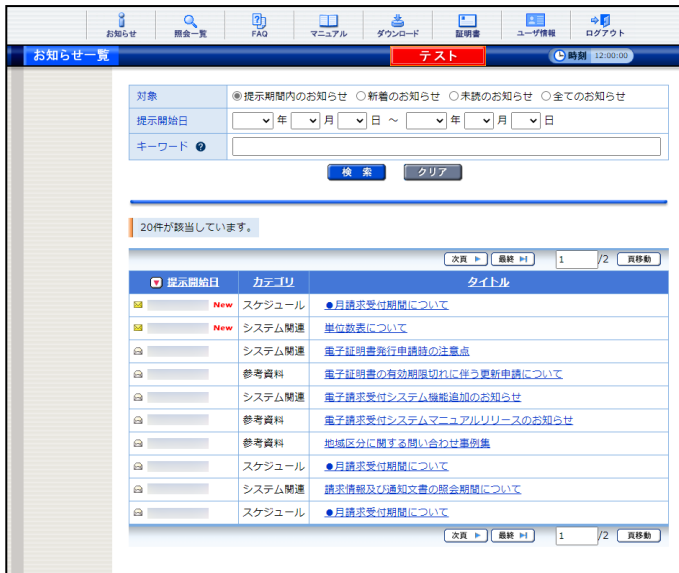 お知らせ 照会一覧 FAQ マニュアル ダウンロード 証明書 ユーザ情報 ログアウト
お知らせ一覧 テスト 時刻 12:00:00
対象 提示期間内のお知らせ 新着のお知らせ 未読のお知らせ 全てのお知らせ
提示開始日 年 月 日 ～ 年 月 日
キーワード ?
検 索 クリア
20件が該当しています。
次頁 最終 1 /2 頁移動
提示開始日 カテゴリ タイトル
New スケジュール ●月請求受付期間について
New システム関連 単位数表について
システム関連 電子証明書発行申請時の注意点
参考資料 電子証明書の有効期限切れに伴う更新申請について
システム関連 電子請求受付システム機能追加のお知らせ
参考資料 電子請求受付システムマニュアルリリースのお知らせ
参考資料 地域区分に関する問い合わせ事例集
スケジュール ●月請求受付期間について
システム関連 請求情報及び通知文書の照会期間について
スケジュール ●月請求受付期間について
次頁 最終 1 /2 頁移動